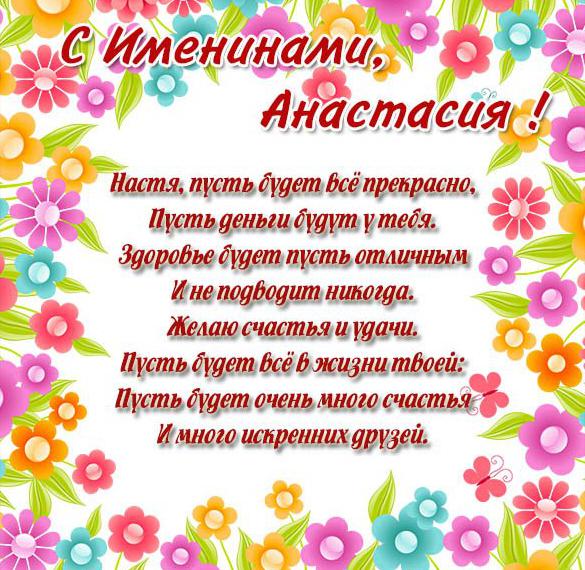 С Именинами,
Анастасия !
Настя, пусть будет всё прекрасно,
Пусть деньги будут у тебя.
Здоровье будет пусть отличным
И не подводит никогда.
Желаю счастья и удачи.
Пусть будет всё в жизни твоей:
Пусть будет очень много счастья
И много искренних друзей.